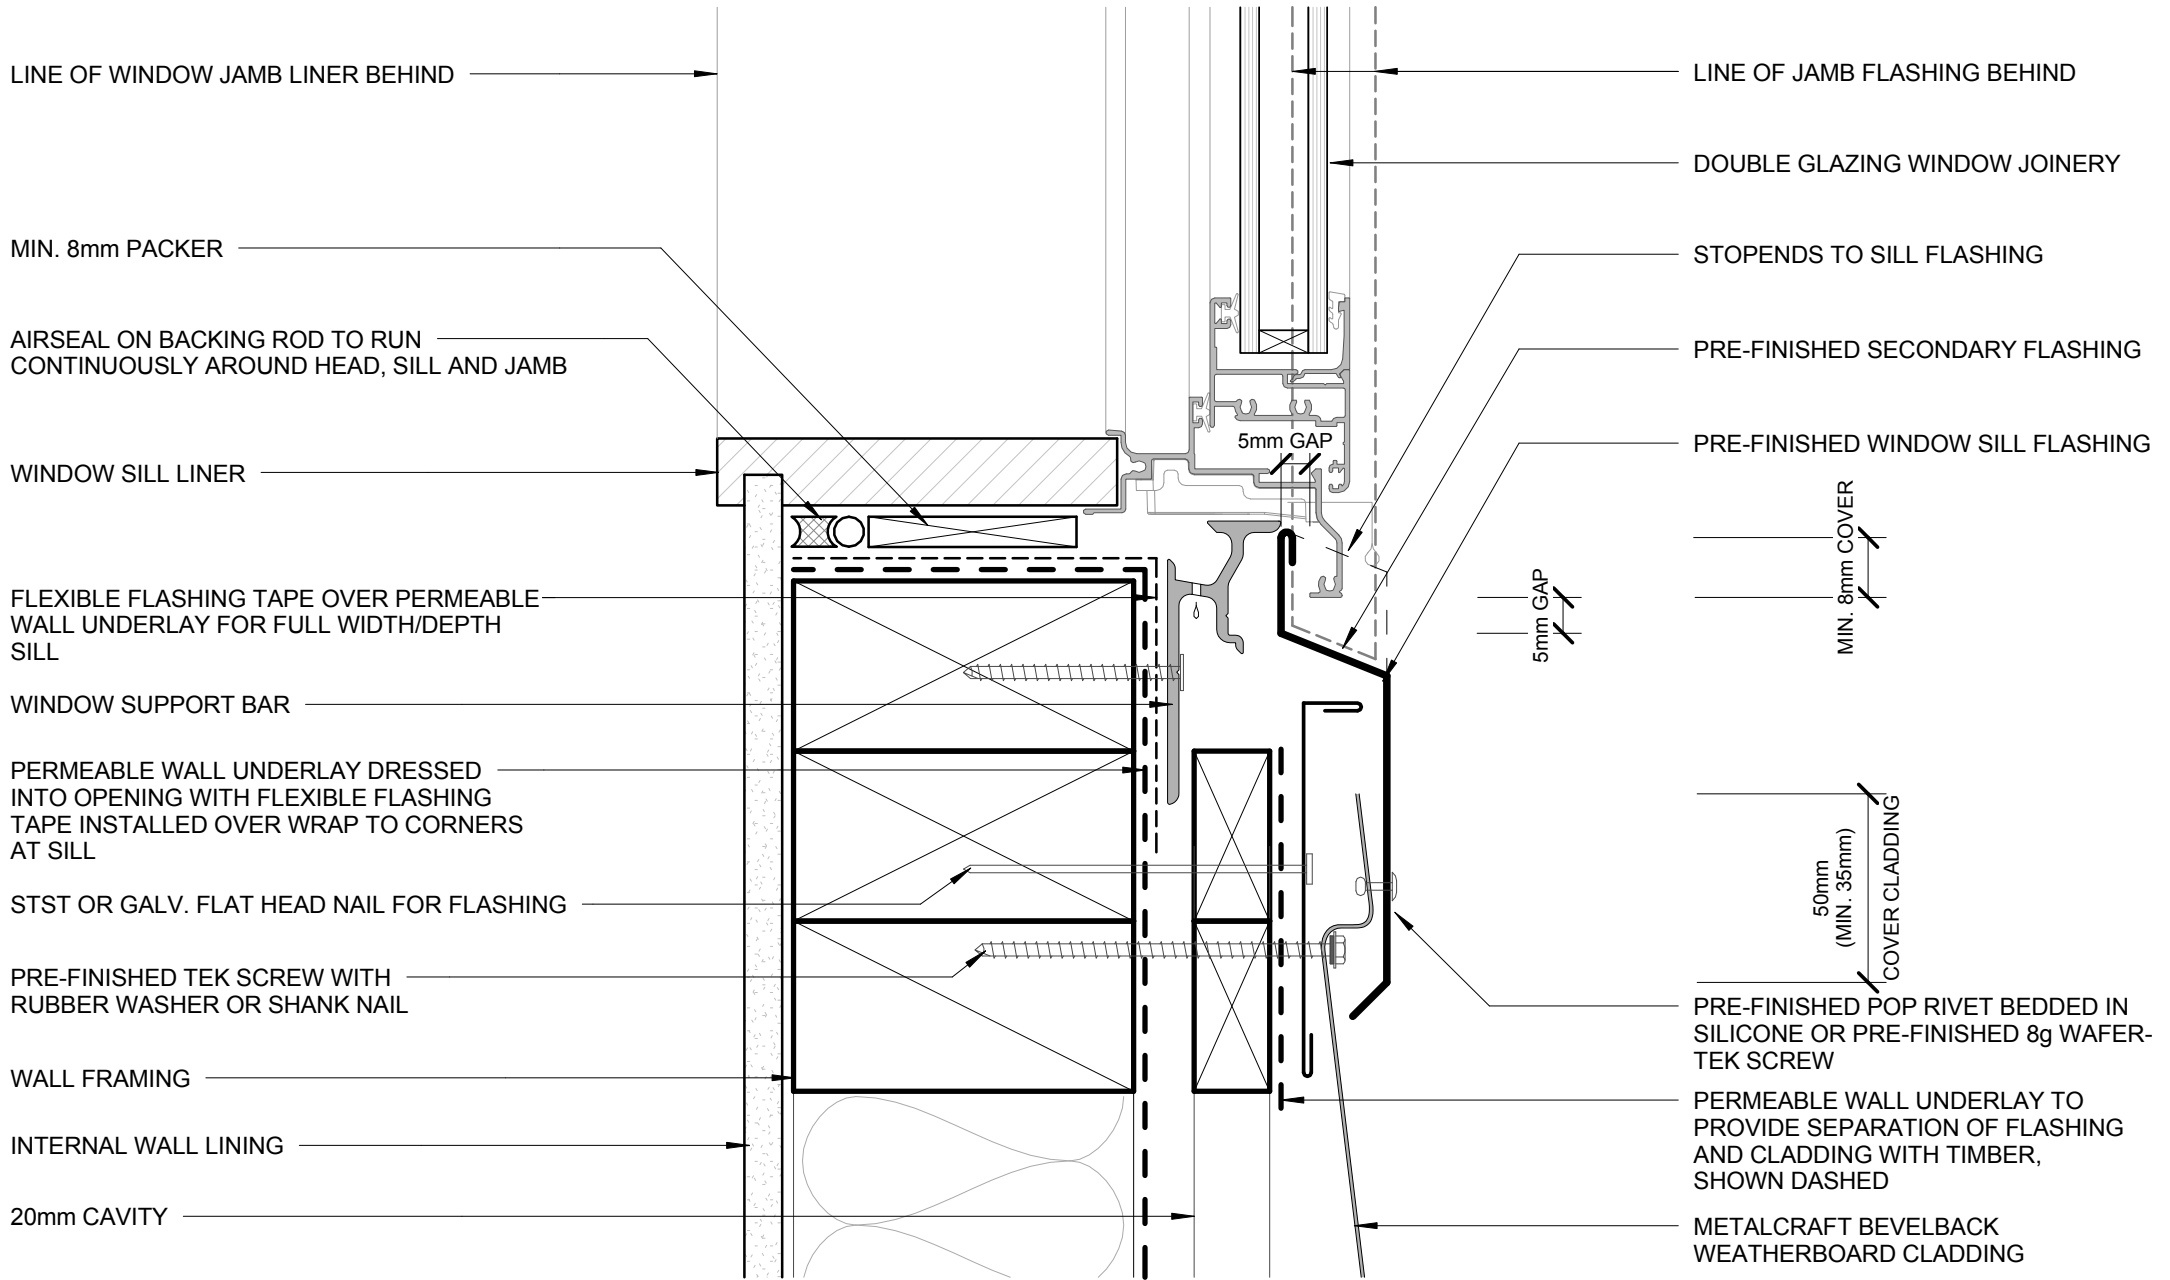 LINE OF WINDOW JAMB LINER BEHIND
MIN. 8mm PACKER
AIRSEAL ON BACKING ROD TO RUN
CONTINUOUSLY AROUND HEAD, SILL AND JAMB
WINDOW SILL LINER
FLEXIBLE FLASHING TAPE OVER PERMEABLE
WALL UNDERLAY FOR FULL WIDTH/DEPTH
SILL
WINDOW SUPPORT BAR
PERMEABLE WALL UNDERLAY DRESSED
INTO OPENING WITH FLEXIBLE FLASHING
TAPE INSTALLED OVER WRAP TO CORNERS
AT SILL
STST OR GALV. FLAT HEAD NAIL FOR FLASHING
PRE-FINISHED TEK SCREW WITH
RUBBER WASHER OR SHANK NAIL
WALL FRAMING
INTERNAL WALL LINING
20mm CAVITY
5mm GAP
LINE OF JAMB FLASHING BEHIND
DOUBLE GLAZING WINDOW JOINERY
STOPENDS TO SILL FLASHING
PRE-FINISHED SECONDARY FLASHING
PRE-FINISHED WINDOW SILL FLASHING
5mm GAP
MIN. 8mm COVER
50mm
(MIN. 35mm)
COVER CLADDING
PRE-FINISHED POP RIVET BEDDED IN
SILICONE OR PRE-FINISHED 8g WAFER-
TEK SCREW
PERMEABLE WALL UNDERLAY TO
PROVIDE SEPARATION OF FLASHING
AND CLADDING WITH TIMBER,
SHOWN DASHED
METALCRAFT BEVELBACK
WEATHERBOARD CLADDING